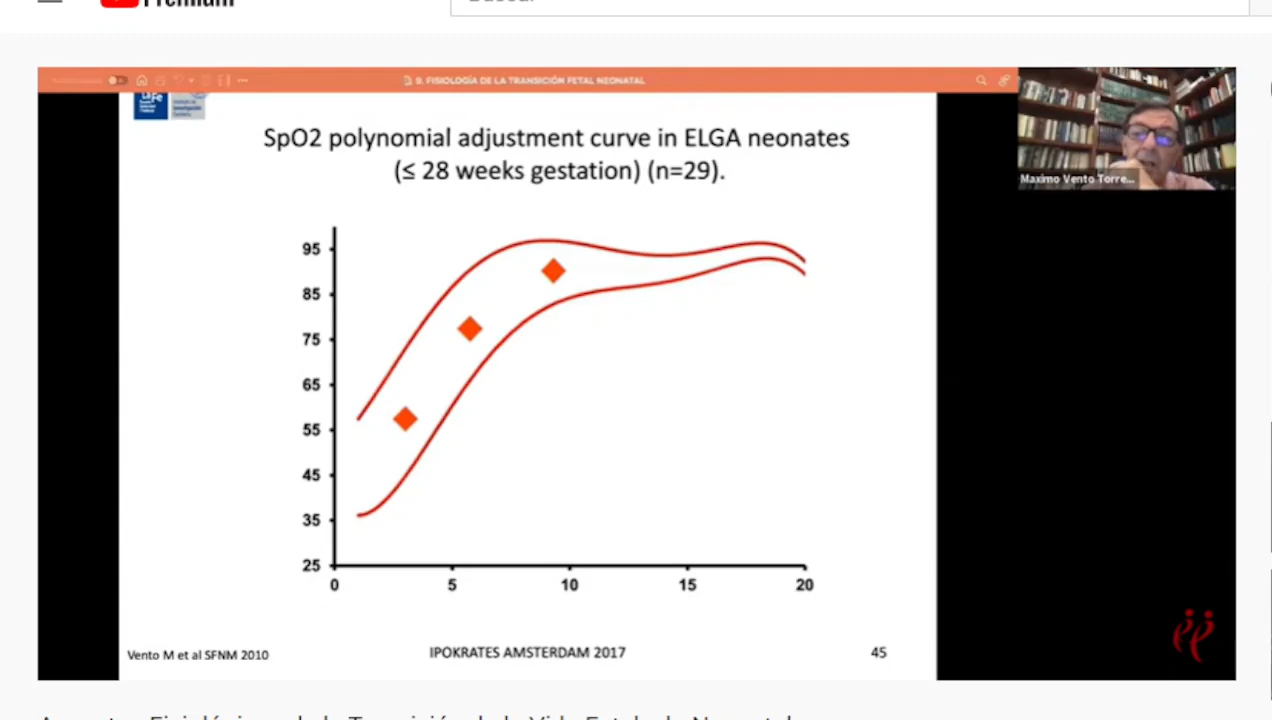 9. FISIOLOGÍA DE LA TRANSICIÓN FETAL NEONATAL
LaFe
SpO2 polynomial adjustment curve in ELGA neonates
(≤ 28 weeks gestation) (n=29).
Maximo Vento Torre...
95
85
75
65
55
45
35
25
0 5 10 15 20
Vento M et al SFNM 2010
IPOKRATES AMSTERDAM 2017
45